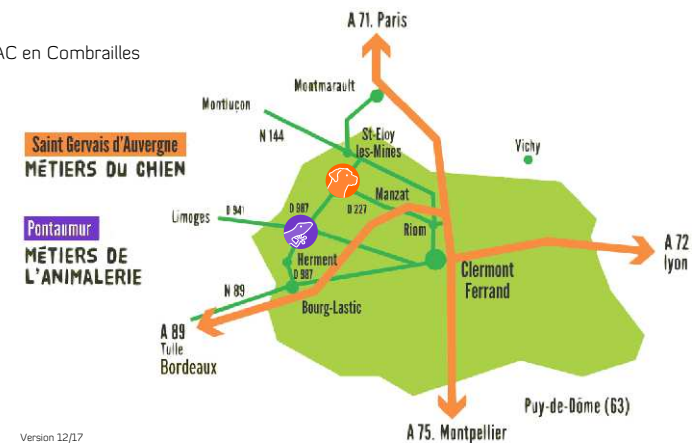 A 71. Paris
AC en Combrailles
Montmarault
Montluçon
N 144
St-Eloy
les-Mines
Vichy
Saint Gervais d'Auvergne
MÉTIERS DU CHIEN
Manzat
D 987
D 227
Limoges
D 941
Riom
Pontaumur
MÉTIERS DE
L'ANIMALERIE
Herment
D 987
A 72
lyon
Clermont
Ferrand
N 89
Bourg-Lastic
A 89
Tulle
Bordeaux
Puy-de-Dôme (63)
A 75. Montpellier
Version 12/17